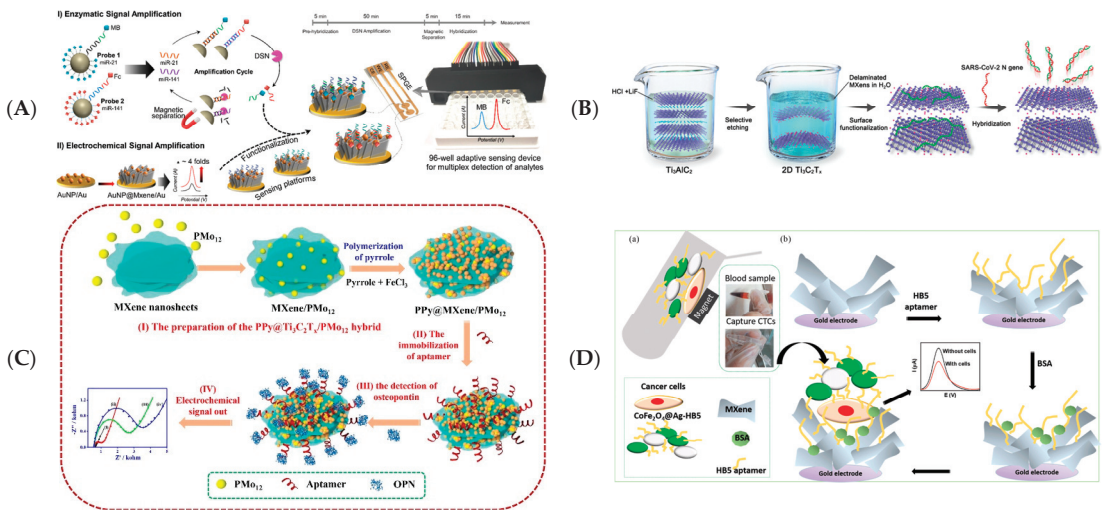 (A)
I) Enzymatic Signal Amplification
MB
Probe 1
miR-21
Fc
Probe 2
miR-141
miR-21
miR-141
Magnetic
separation
Amplification Cycle
DSN
5 min
50 min
5 min
15 min
Measurement
Pre-hybridization
DSN Amplification
Magnetic
Separation
Hybridization
SPGE
Current (A)
MB
Fc
Potential (V)
96-well adaptive sensing device
for multiplex detection of analytes
II) Electrochemical Signal Amplification
Functionalization
Sensing platforms
~ 4 folds
Current (A)
Potential (V)
AuNP/Au
AuNP@Mxene/Au
(B)
HCl +LiF
Selective
etching
Delaminated
MXens in H₂O
Surface
functionalization
SARS-CoV-2 N gene
Hybridization
Ti₃AlC₂
2D Ti₃C₂Tₓ
(C)
PMo₁₂
MXene nanosheets
MXene/PMo₁₂
Polymerization
of pyrrole
Pyrrole + FeCl₃
PPy@MXene/PMo₁₂
(I) The preparation of the PPy@Ti₃C₂Tₓ/PMo₁₂ hybrid
(II) The
immobilization
of aptamer
(III) the detection of
osteopontin
(IV)
Electrochemical
signal out
-Z'' / kohm
Z' / kohm
PMo₁₂
Aptamer
OPN
(D)
(a)
Magnet
Blood sample
Capture CTCs
(b)
Gold electrode
HB5
aptamer
Gold electrode
BSA
Without cells
With cells
I (μA)
E (V)
Cancer cells
CoFe₂O₄@Ag-HB5
MXene
BSA
HB5 aptamer
Gold electrode
Gold electrode